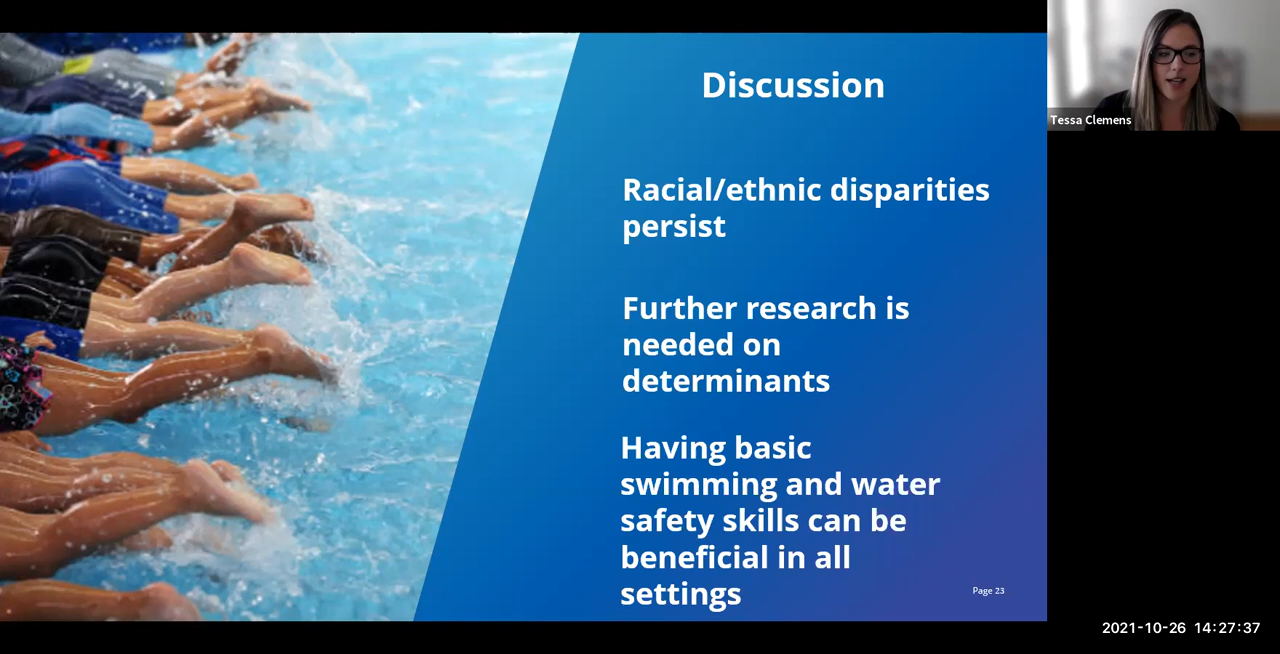 Discussion
Racial/ethnic disparities
persist
Further research is
needed on
determinants
Having basic
swimming and water
safety skills can be
beneficial in all
settings
Page 23
Tessa Clemens
2021-10-26 14:27:37